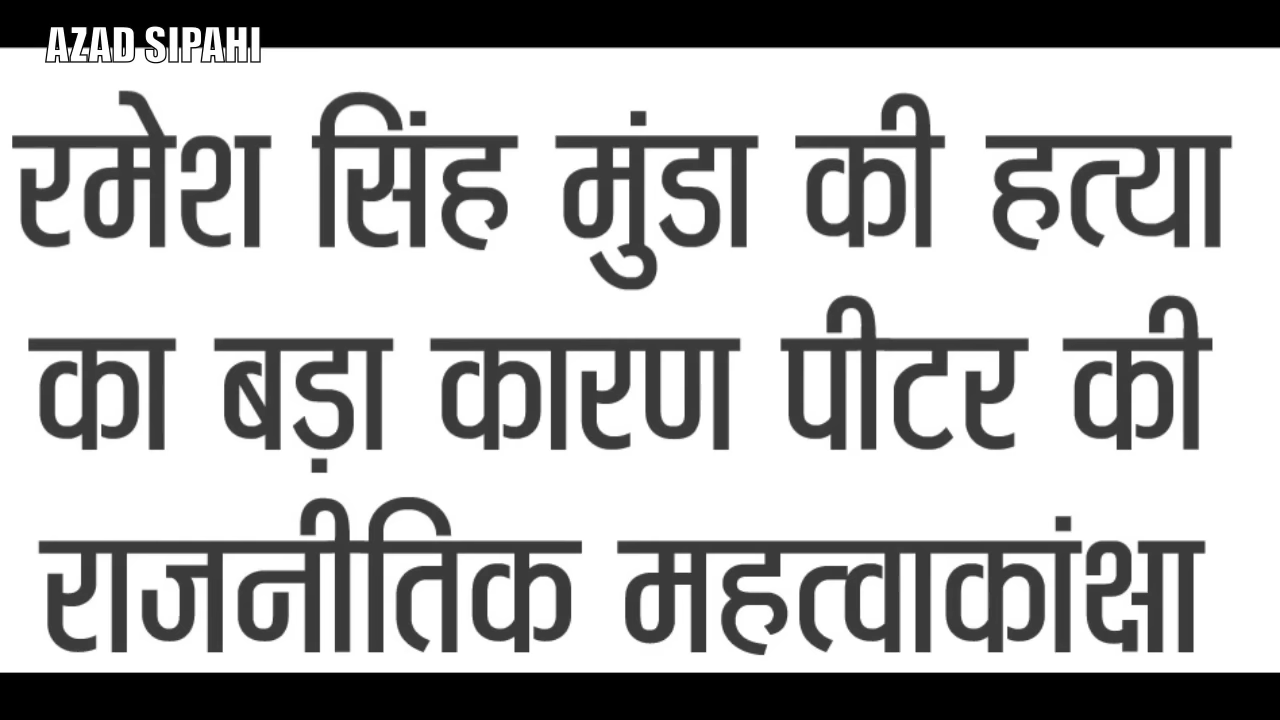 AZAD SIPAHI
रमेश सिंह मुंडा की हत्या
का बड़ा कारण पीटर की
राजनीतिक महत्वाकांक्षा